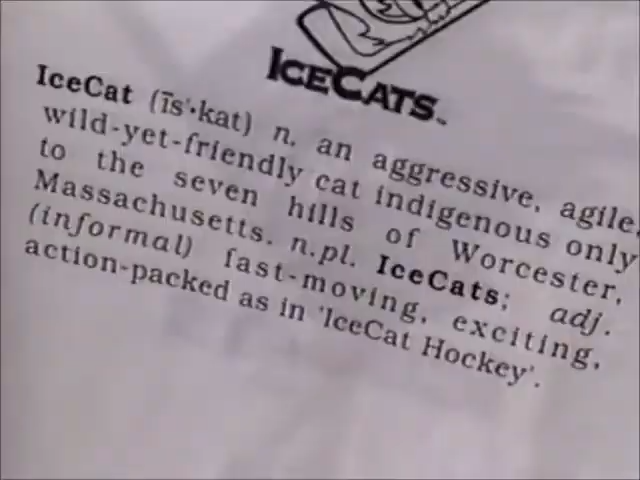 ICECATS™
IceCat (īs'·kat) n. an aggressive, agile,
wild-yet-friendly cat indigenous only
to the seven hills of Worcester,
Massachusetts. n.pl. IceCats; adj.
(informal) fast-moving, exciting,
action-packed as in 'IceCat Hockey'.